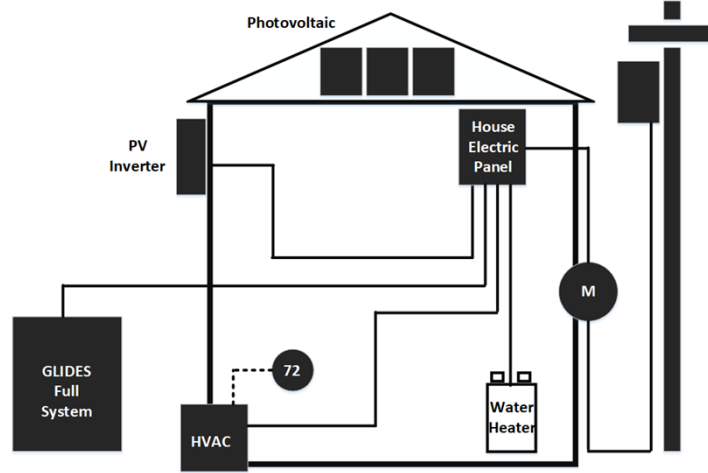 Photovoltaic
House
Electric
Panel
PV
Inverter
M
GLIDES
Full
System
72
HVAC
Water
Heater